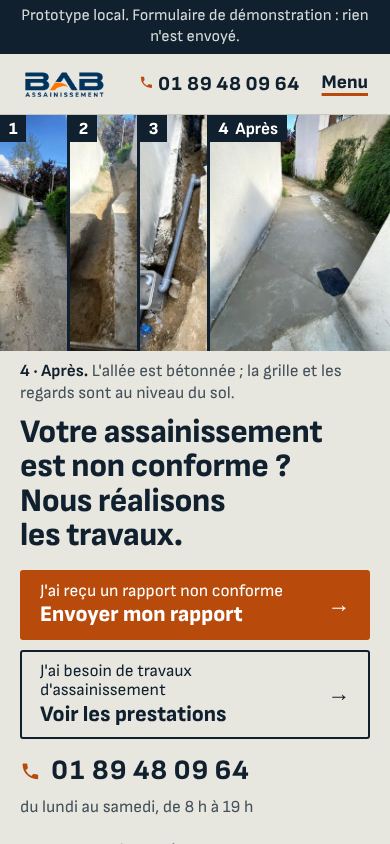 Prototype local. Formulaire de démonstration : rien
n'est envoyé.
BAB
ASSAINISSEMENT
01 89 48 09 64
Menu
1
2
3
4 Après
4 · Après. L'allée est bétonnée ; la grille et les
regards sont au niveau du sol.
Votre assainissement
est non conforme ?
Nous réalisons
les travaux.
J'ai reçu un rapport non conforme
Envoyer mon rapport
→
J'ai besoin de travaux
d'assainissement
Voir les prestations
→
01 89 48 09 64
du lundi au samedi, de 8 h à 19 h